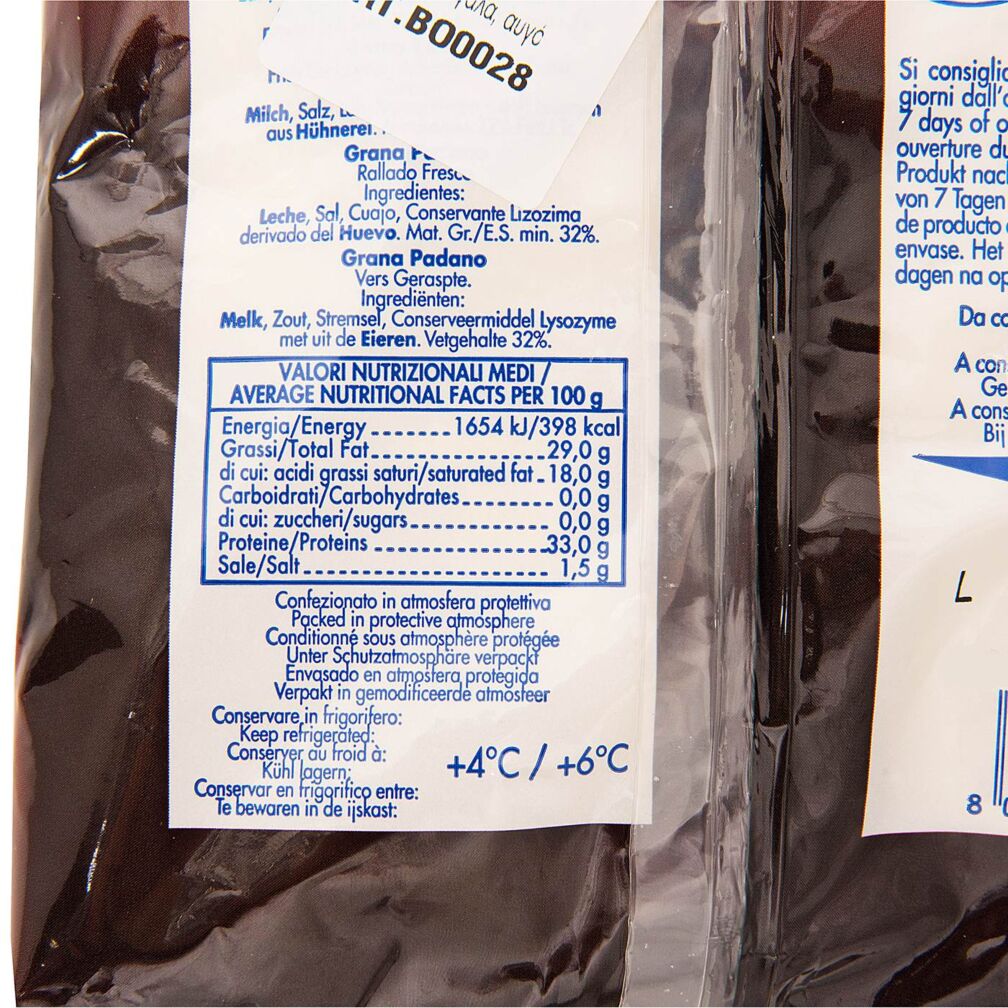 γάλα, αυγό
.BO0028
Milch, Salz,
aus Hühnerei.
Grana
Rallado Fresco
Ingredientes:
Leche, Sal, Cuajo, Conservante Lizozima
derivado del Huevo. Mat. Gr./E.S. min. 32%.
Grana Padano
Vers Geraspte.
Ingrediënten:
Melk, Zout, Stremsel, Conserveermiddel Lysozyme
met uit de Eieren. Vetgehalte 32%.
VALORI NUTRIZIONALI MEDI /
AVERAGE NUTRITIONAL FACTS PER 100 g
Energia/Energy ........ 1654 kJ/398 kcal
Grassi/Total Fat.................. 29,0 g
di cui: acidi grassi saturi/saturated fat - 18,0 g
Carboidrati/Carbohydrates.......... 0,0 g
di cui: zuccheri/sugars............. 0,0 g
Proteine/Proteins ................. 33,0 g
Sale/Salt......................... 1,5 g
Confezionato in atmosfera protettiva
Packed in protective atmosphere
Conditionné sous atmosphère protégée
Unter Schutzatmosphäre verpackt
Envasado en atmosfera protegida
Verpakt in gemodificeerde atmosfeer
Conservare in frigorifero:
Keep refrigerated:
Conserver au froid à:
Kühl lagern:
Conservar en frigorifico entre:
Te bewaren in de ijskast:
+4°C / +6°C
Si consiglia
giorni dall'
7 days of
ouverture du
Produkt nach
von 7 Tagen
de producto
envase. Het
dagen na op
Da
A con
Ge
A cons
Bij
L
8